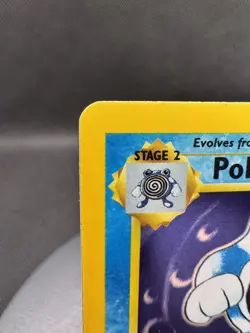 Evolves fro
STAGE 2
Pol